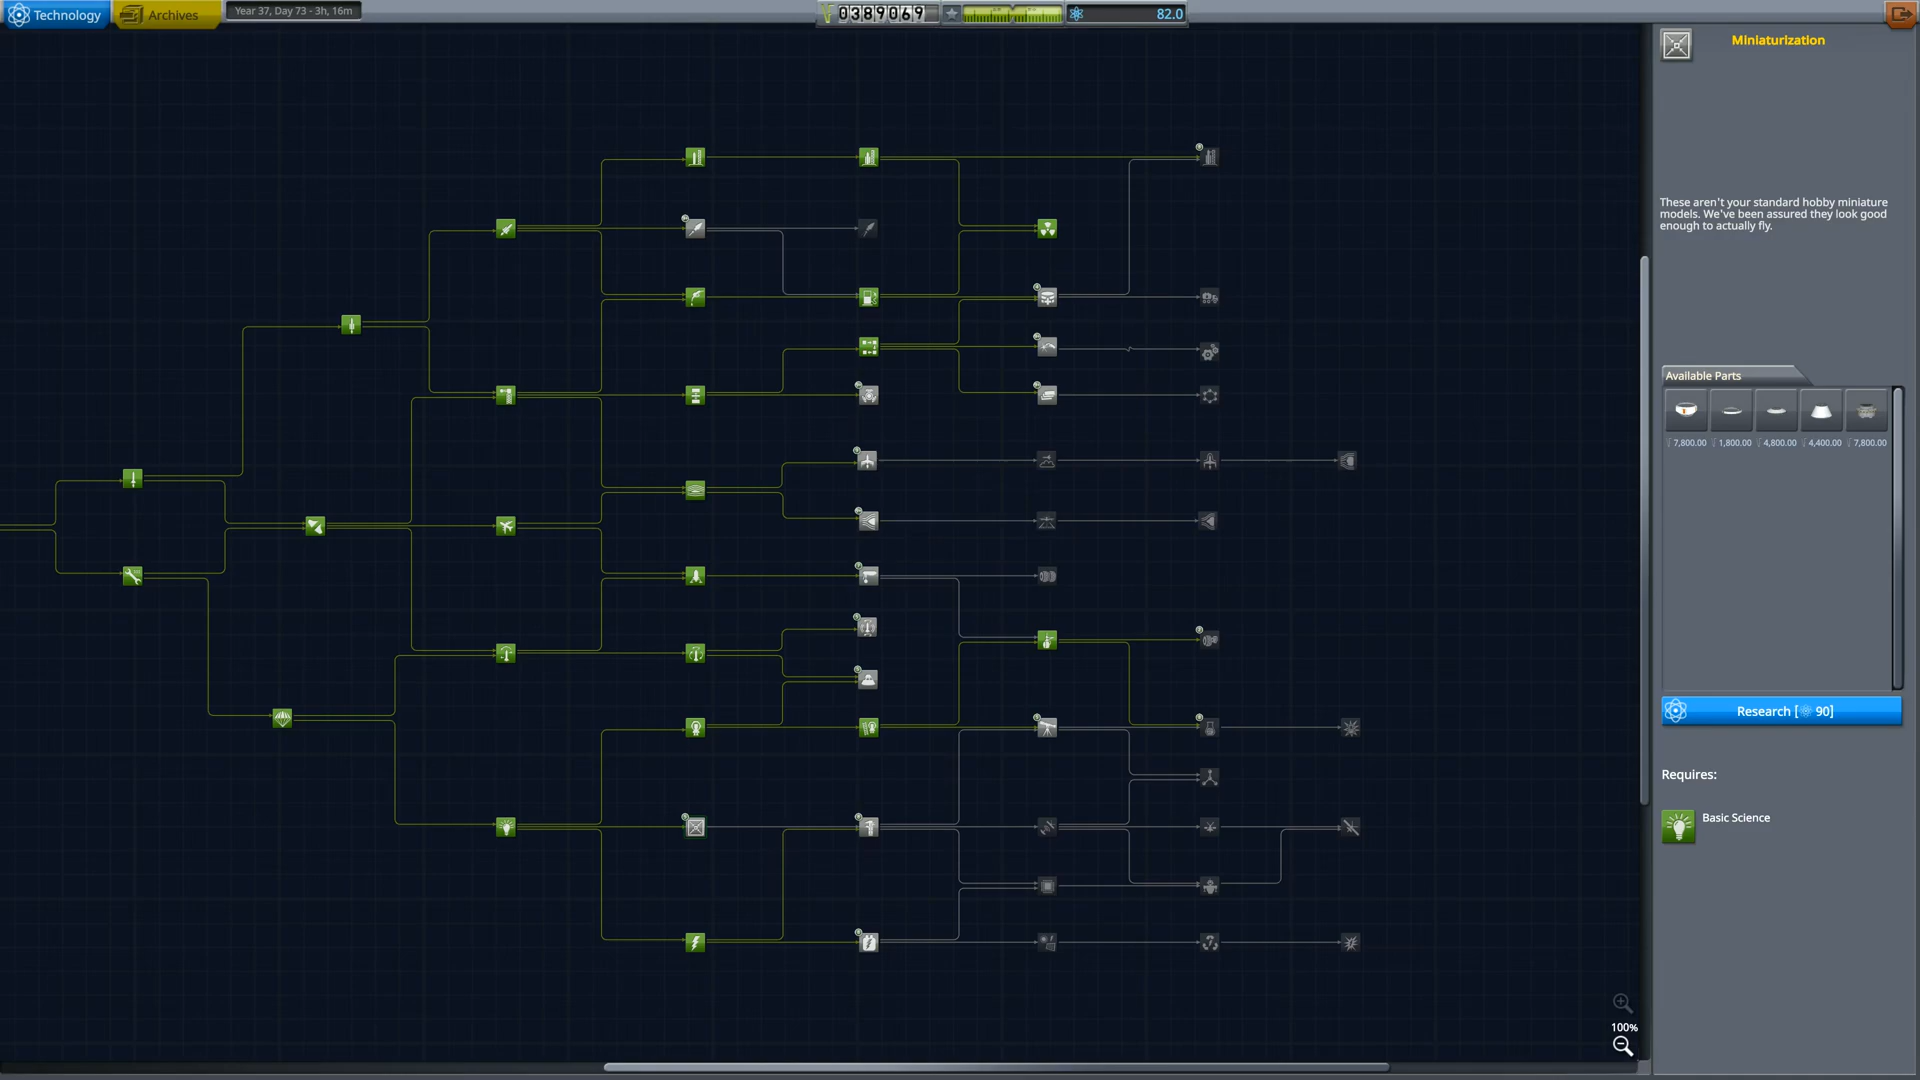 Technology
Archives
Year 37, Day 73 - 3h, 16m
0389069
82.0
Miniaturization
These aren't your standard hobby miniature
models. We've been assured they look good
enough to actually fly.
Available Parts
7,800.00 1,800.00 4,800.00 4,400.00 7,800.00
Research [ 90]
Requires:
Basic Science
100%